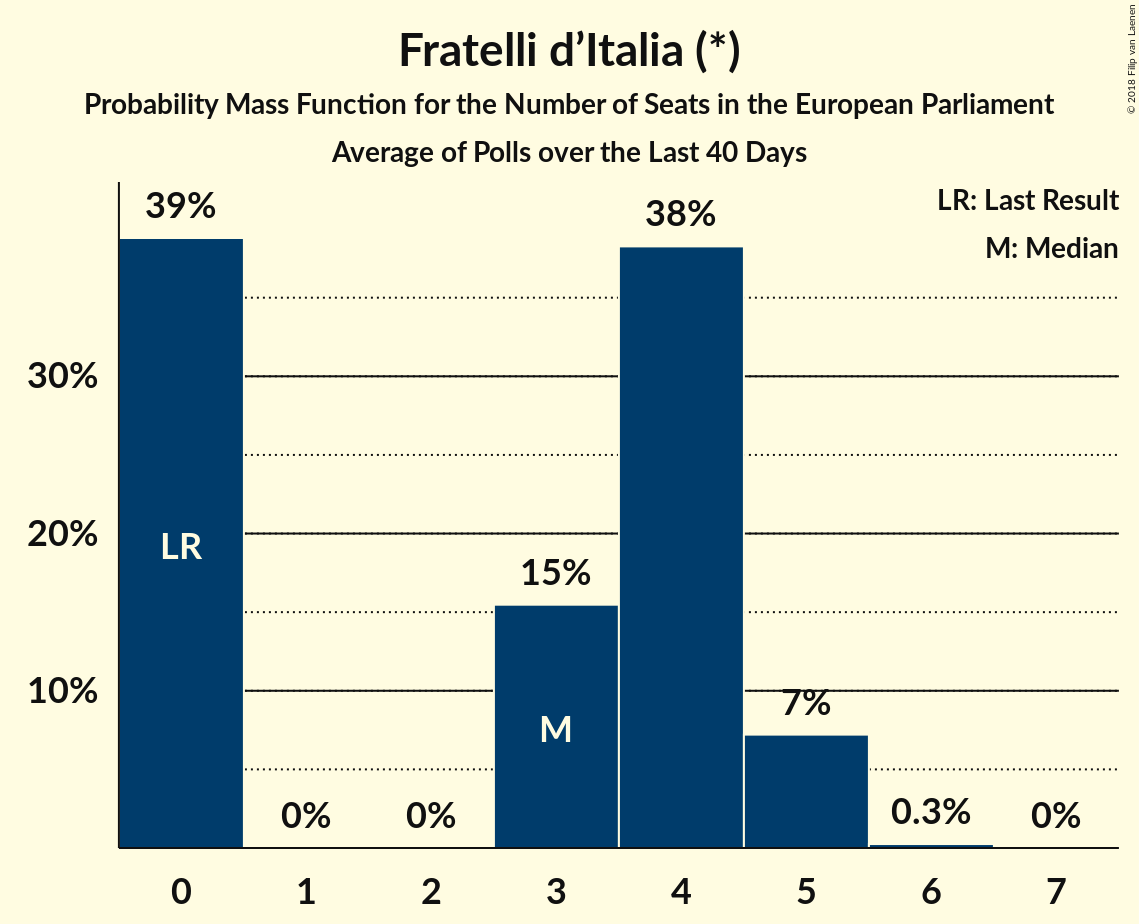 Fratelli d’Italia (*)
Probability Mass Function for the Number of Seats in the European Parliament
Average of Polls over the Last 40 Days
© 2018 Filip van Laenen
LR: Last Result
M: Median
39%
38%
30%
20%
LR
15%
10%
7%
M
0%
0%
0.3%
0%
0 1 2 3 4 5 6 7